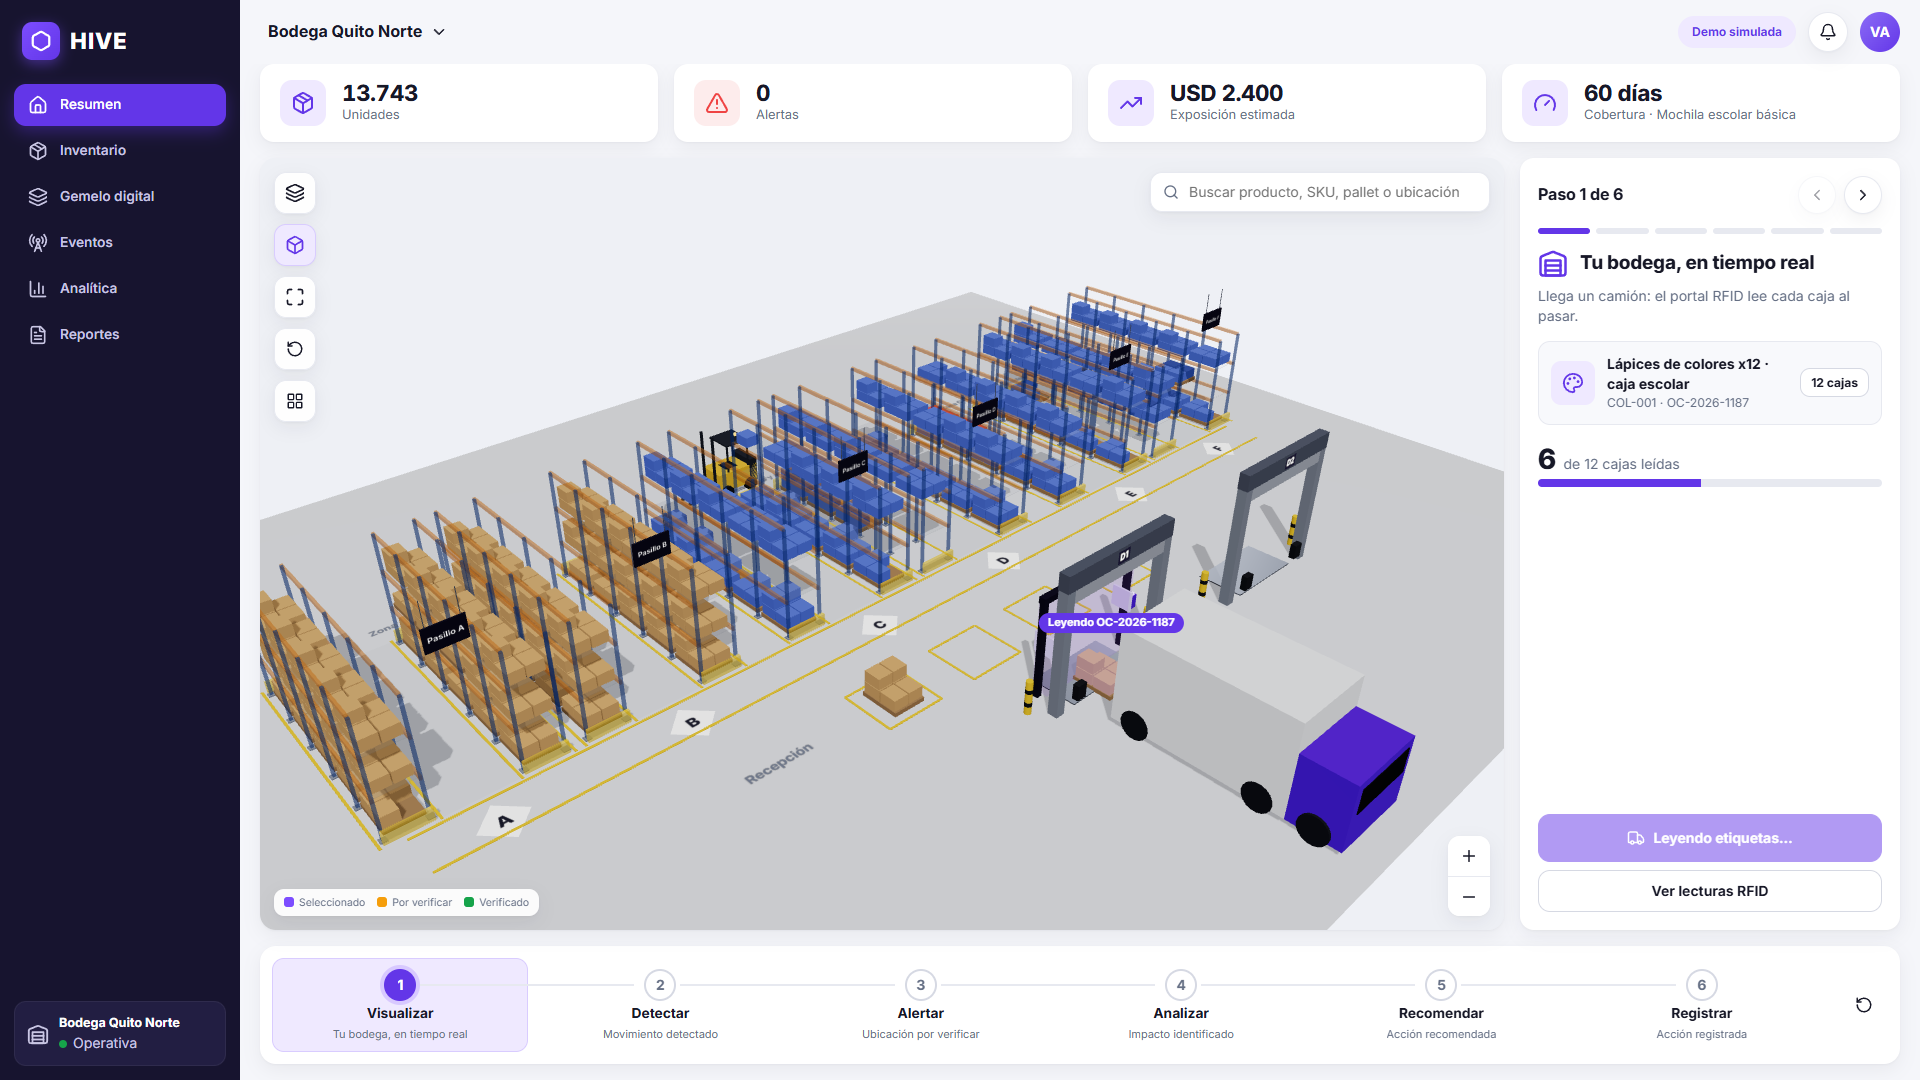 HIVE
Resumen
Inventario
Gemelo digital
Eventos
Analítica
Reportes
Bodega Quito Norte
Operativa
Bodega Quito Norte
Demo simulada
VA
13.743
Unidades
0
Alertas
USD 2.400
Exposición estimada
60 días
Cobertura · Mochila escolar básica
Buscar producto, SKU, pallet o ubicación
Pasillo A
Pasillo B
Pasillo C
Pasillo D
Zona
A
B
C
D
E
F
D1
D2
Recepción
Leyendo OC-2026-1187
Seleccionado
Por verificar
Verificado
Paso 1 de 6
Tu bodega, en tiempo real
Llega un camión: el portal RFID lee cada caja al
pasar.
Lápices de colores x12 ·
caja escolar
COL-001 · OC-2026-1187
12 cajas
6 de 12 cajas leídas
Leyendo etiquetas...
Ver lecturas RFID
1
Visualizar
Tu bodega, en tiempo real
2
Detectar
Movimiento detectado
3
Alertar
Ubicación por verificar
4
Analizar
Impacto identificado
5
Recomendar
Acción recomendada
6
Registrar
Acción registrada